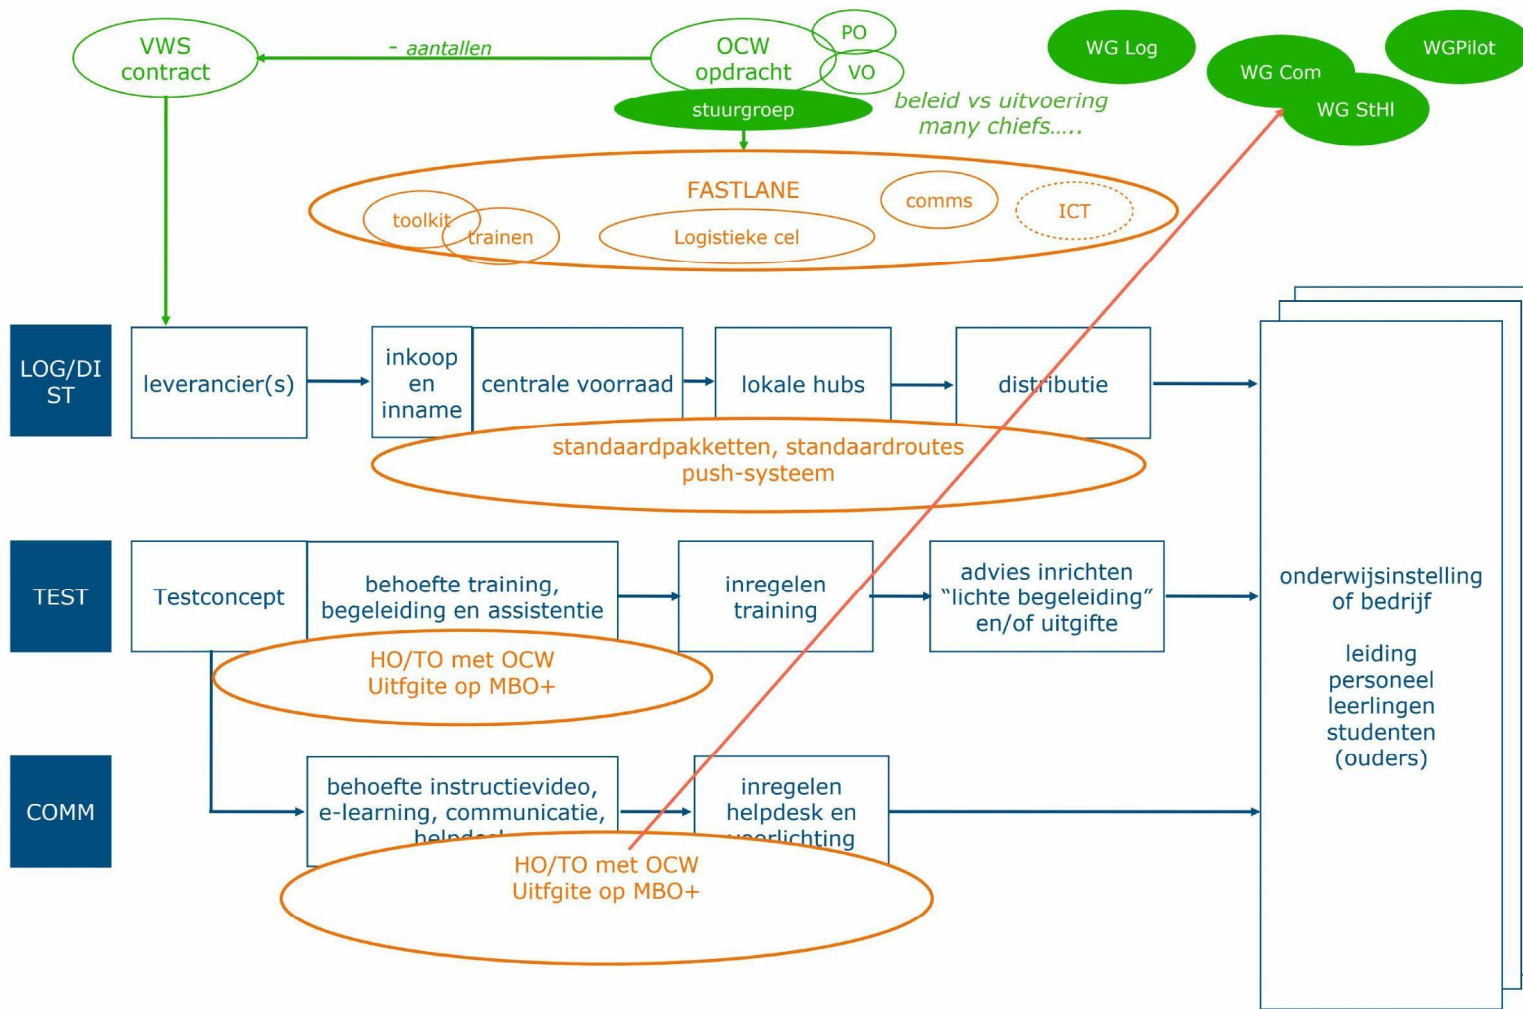 VWS
contract
- aantallen
OCW
opdracht
PO
VO
stuurgroep
beleid vs uitvoering
many chiefs.....
WG Log
WG Com
WG StHl
WGPilot
FASTLANE
toolkit
trainen
Logistieke cel
comms
ICT
LOG/DI
ST
leverancier(s)
inkoop
en
inname
centrale voorraad
lokale hubs
distributie
standaardpakketten, standaardroutes
push-systeem
TEST
Testconcept
behoefte training,
begeleiding en assistentie
inregelen
training
advies inrichten
“lichte begeleiding”
en/of uitgifte
HO/TO met OCW
Uitfgite op MBO+
COMM
behoefte instructievideo,
e-learning, communicatie,
helpdesk
inregelen
helpdesk en
voorlichting
HO/TO met OCW
Uitfgite op MBO+
onderwijsinstelling
of bedrijf
leiding
personeel
leerlingen
studenten
(ouders)